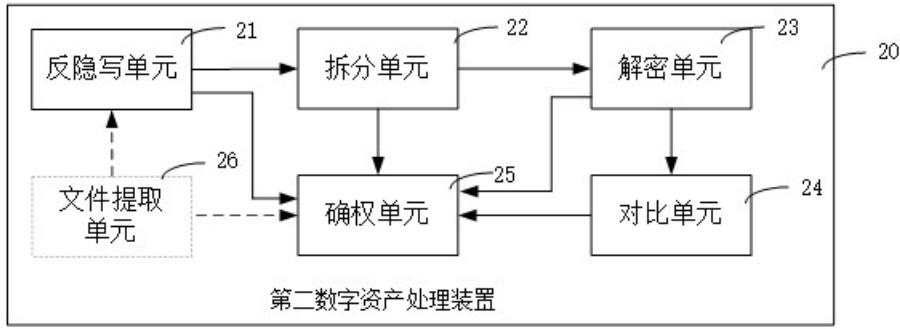 21
22
23
20
反隐写单元
拆分单元
解密单元
26
25
24
文件提取
单元
确权单元
对比单元
第二数字资产处理装置